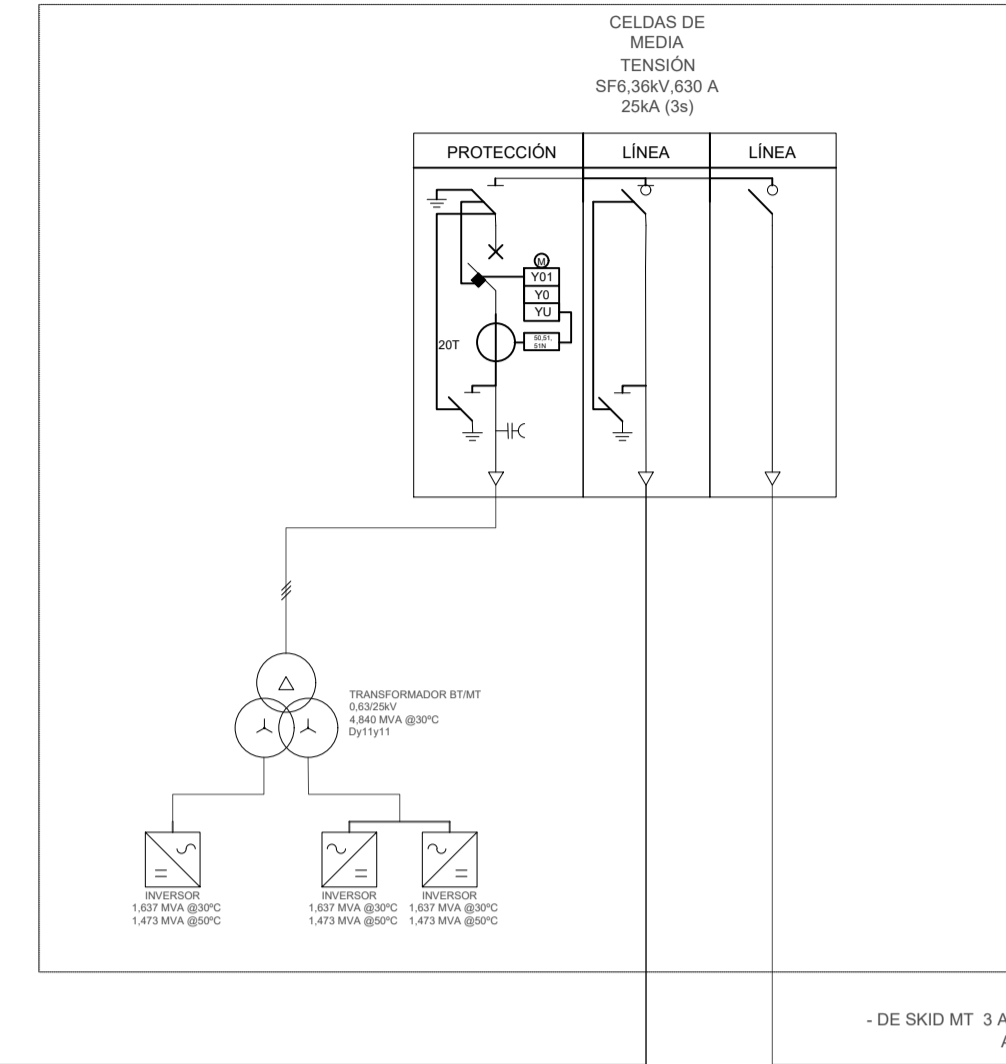 CELDAS DE
MEDIA
TENSIÓN
SF6,36kV,630 A
25kA (3s)
PROTECCIÓN
LÍNEA
LÍNEA
M
Y01
Y0
YU
50,51,
51N
20T
TRANSFORMADOR BT/MT
0,63/25kV
4,840 MVA @30ºC
Dy11y11
INVERSOR
1,637 MVA @30ºC
1,473 MVA @50ºC
INVERSOR
1,637 MVA @30ºC
1,473 MVA @50ºC
INVERSOR
1,637 MVA @30ºC
1,473 MVA @50ºC
- DE SKID MT 3 A